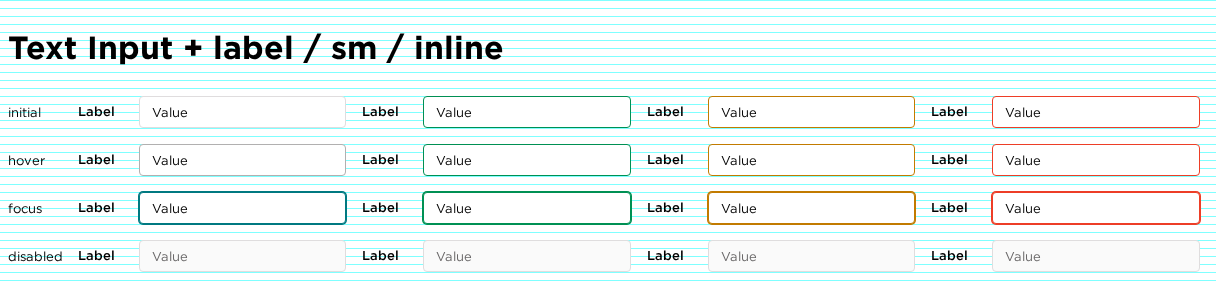 Text Input + label / sm / inline
initial Label Value Label Value Label Value Label Value
hover Label Value Label Value Label Value Label Value
focus Label Value Label Value Label Value Label Value
disabled Label Value Label Value Label Value Label Value